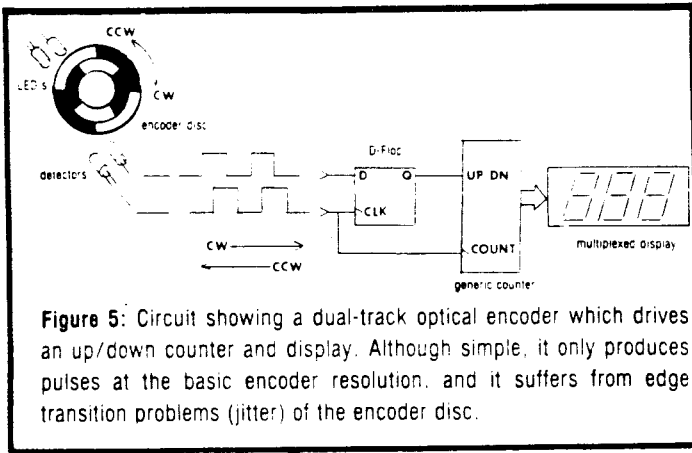 CCW
LED s
CW
encoder disc
detectors
D-Flop
D Q
CLK
UP DN
COUNT
generic counter
multiplexed display
CW
CCW
Figure 5: Circuit showing a dual-track optical encoder which drives
an up/down counter and display. Although simple, it only produces
pulses at the basic encoder resolution, and it suffers from edge
transition problems (jitter) of the encoder disc.